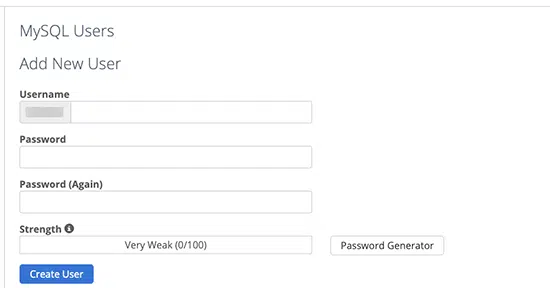 MySQL Users
Add New User
Username
Password
Password (Again)
Strength
Very Weak (0/100) Password Generator
Create User